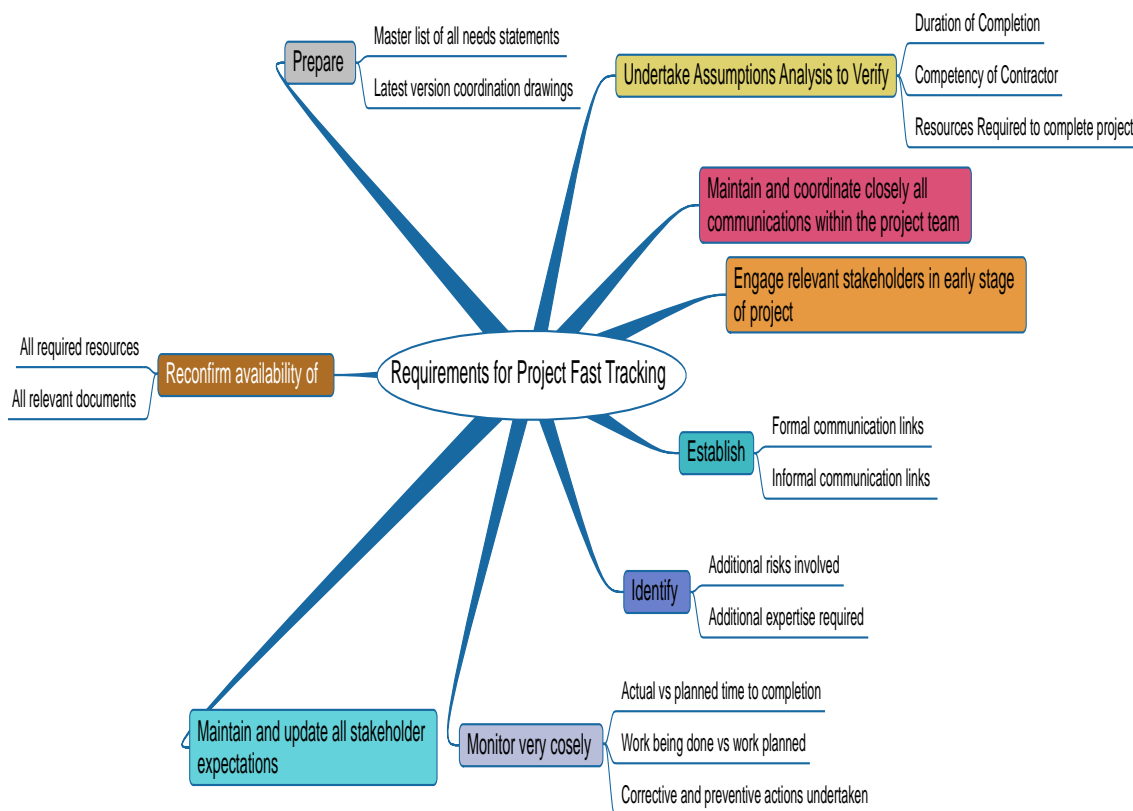 Prepare
Master list of all needs statements
Latest version coordination drawings
Undertake Assumptions Analysis to Verify
Duration of Completion
Competency of Contractor
Resources Required to complete project
Maintain and coordinate closely all
communications within the project team
Engage relevant stakeholders in early stage
of project
Requirements for Project Fast Tracking
Reconfirm availability of
All required resources
All relevant documents
Establish
Formal communication links
Informal communication links
Identify
Additional risks involved
Additional expertise required
Maintain and update all stakeholder
expectations
Monitor very cosely
Actual vs planned time to completion
Work being done vs work planned
Corrective and preventive actions undertaken